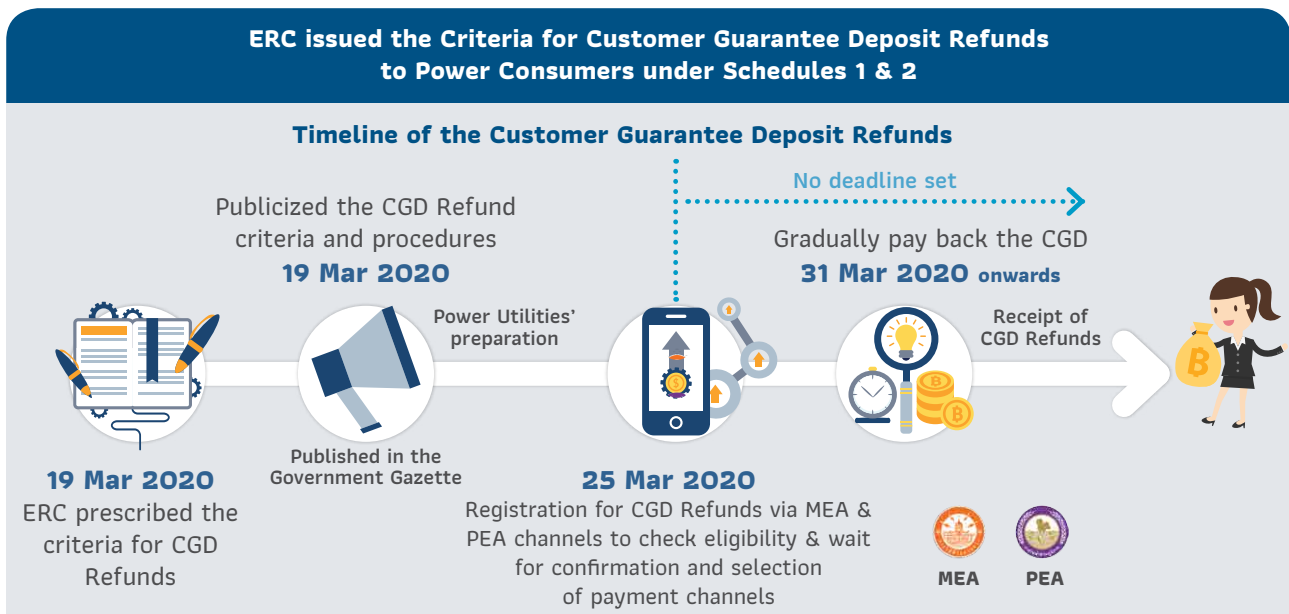 ERC issued the Criteria for Customer Guarantee Deposit Refunds
to Power Consumers under Schedules 1 & 2
Timeline of the Customer Guarantee Deposit Refunds
No deadline set
Publicized the CGD Refund
criteria and procedures
19 Mar 2020
Gradually pay back the CGD
31 Mar 2020 onwards
Power Utilities'
preparation
Receipt of
CGD Refunds
Published in the
Government Gazette
19 Mar 2020
ERC prescribed the
criteria for CGD
Refunds
25 Mar 2020
Registration for CGD Refunds via MEA &
PEA channels to check eligibility & wait
for confirmation and selection
of payment channels
MEA
PEA